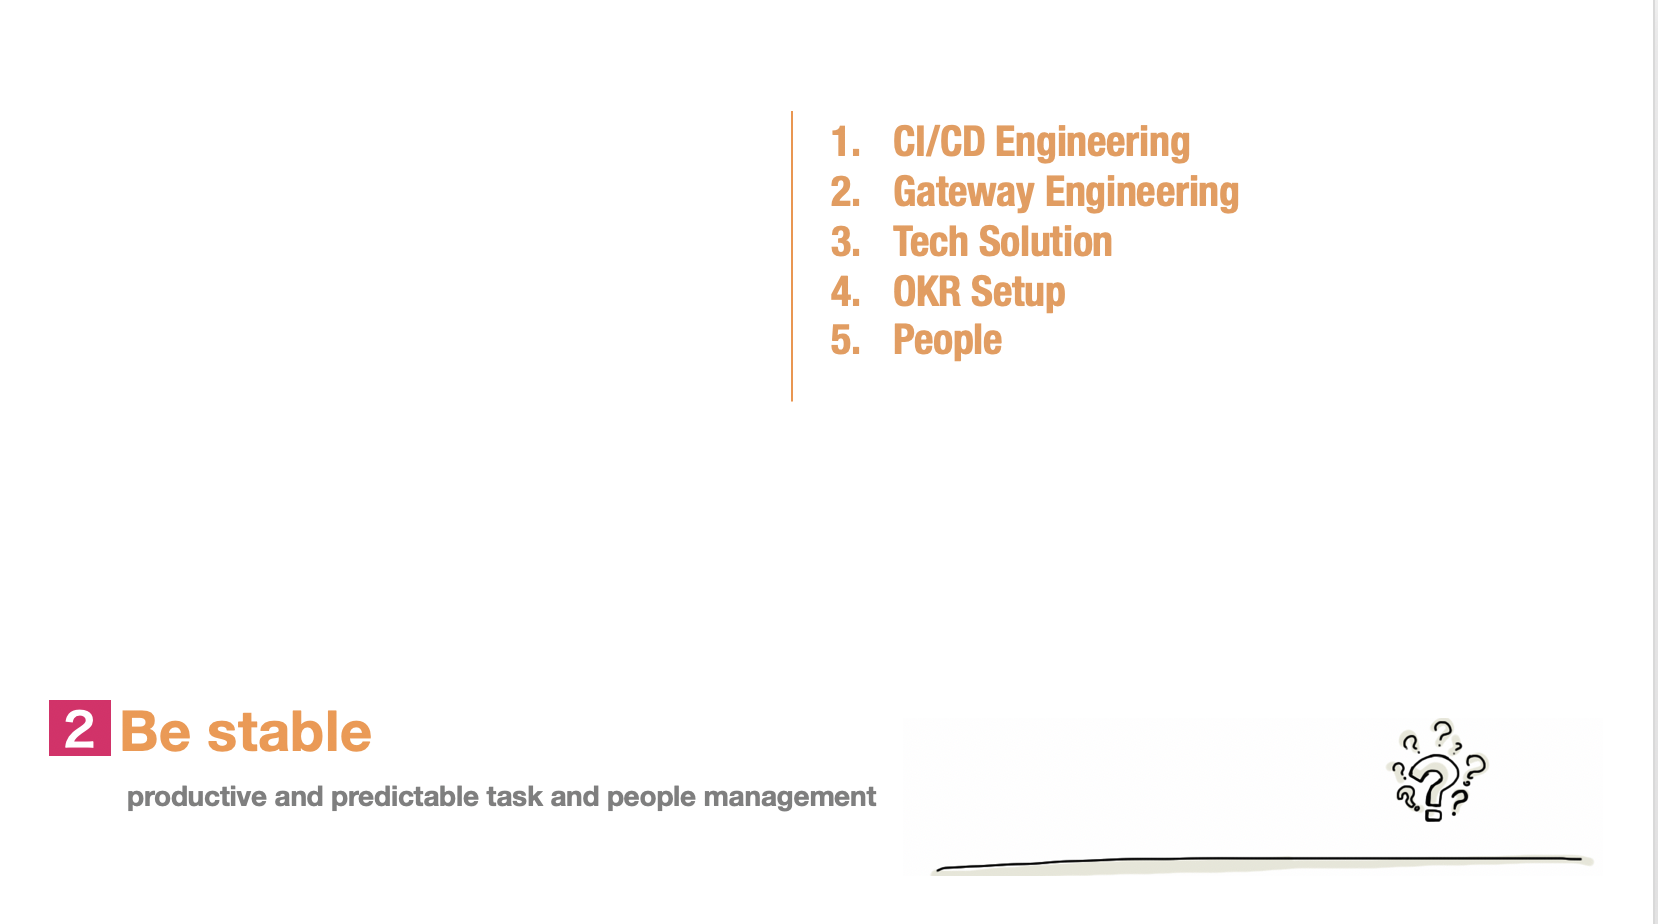 1. CI/CD Engineering
2. Gateway Engineering
3. Tech Solution
4. OKR Setup
5. People
2 Be stable
productive and predictable task and people management
? ? ? ? ? ? ? ?